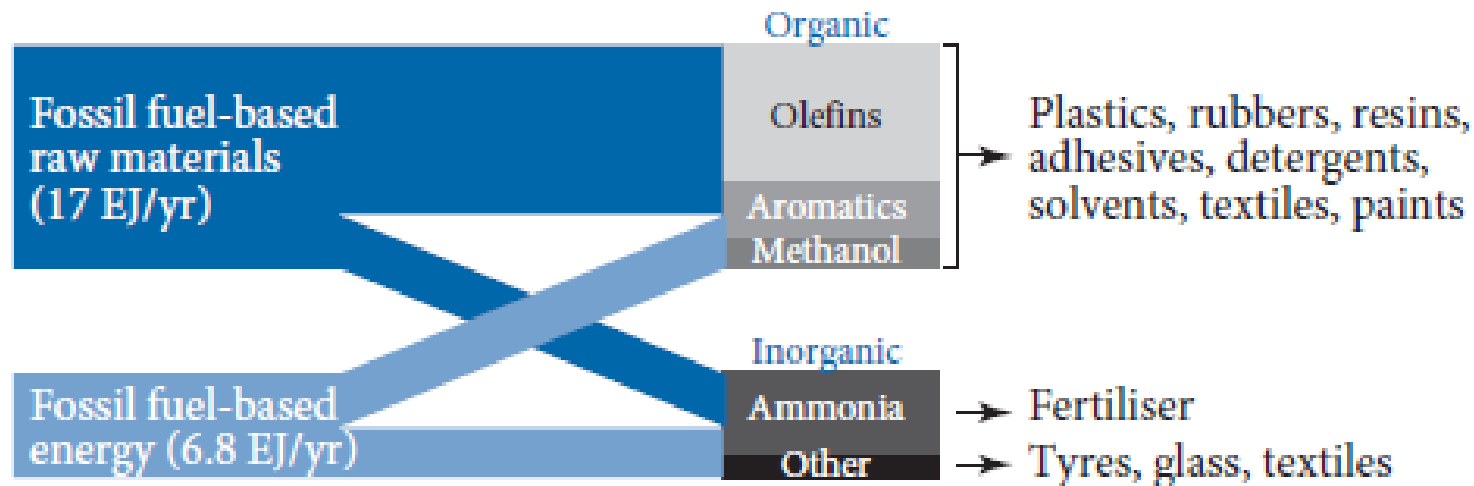 Organic
Fossil fuel-based
raw materials
(17 EJ/yr)
Olefins
Aromatics
Methanol
Plastics, rubbers, resins,
adhesives, detergents,
solvents, textiles, paints
Inorganic
Fossil fuel-based
energy (6.8 EJ/yr)
Ammonia
Other
Fertiliser
Tyres, glass, textiles